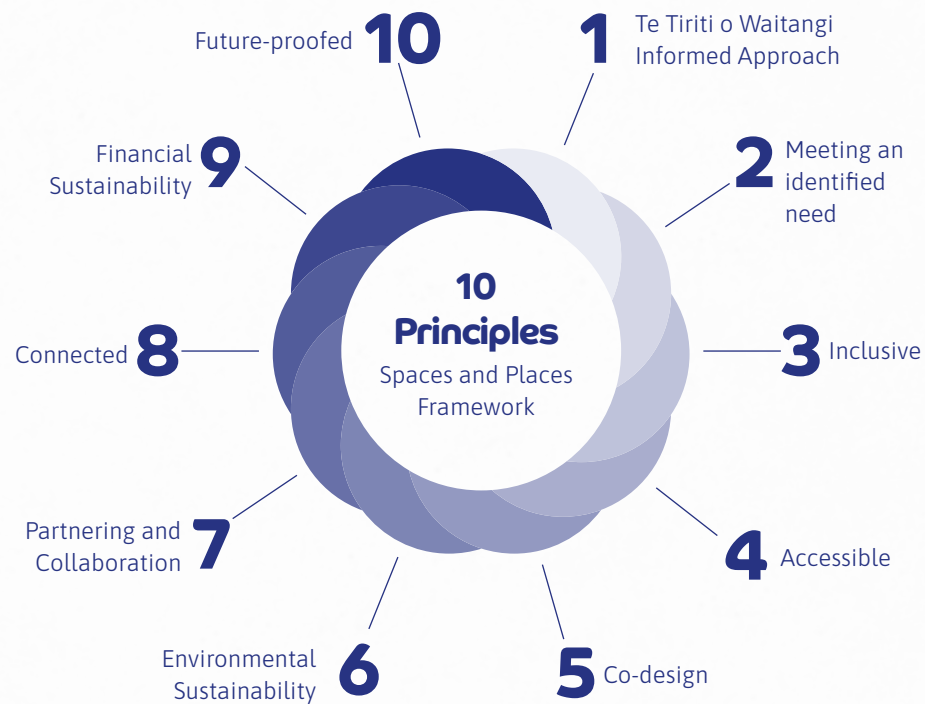 10
Principles
Spaces and Places
Framework
1
Te Tiriti o Waitangi
Informed Approach
2
Meeting an
identified
need
3
Inclusive
4
Accessible
5
Co-design
6
Environmental
Sustainability
7
Partnering and
Collaboration
8
Connected
9
Financial
Sustainability
10
Future-proofed